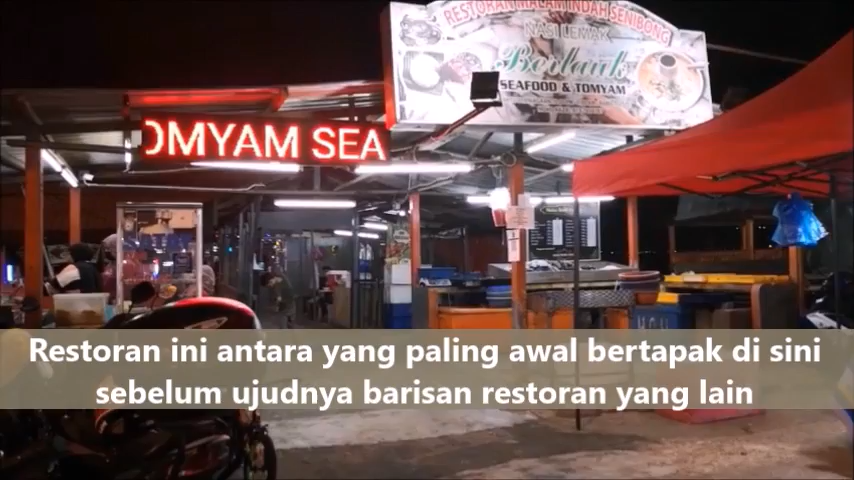 RESTORAN MALAM INDAH SENIBONG
NASI LEMAK
Berlauk
SEAFOOD & TOMYAM
OMYAM SEA
Restoran ini antara yang paling awal bertapak di sini
sebelum ujudnya barisan restoran yang lain